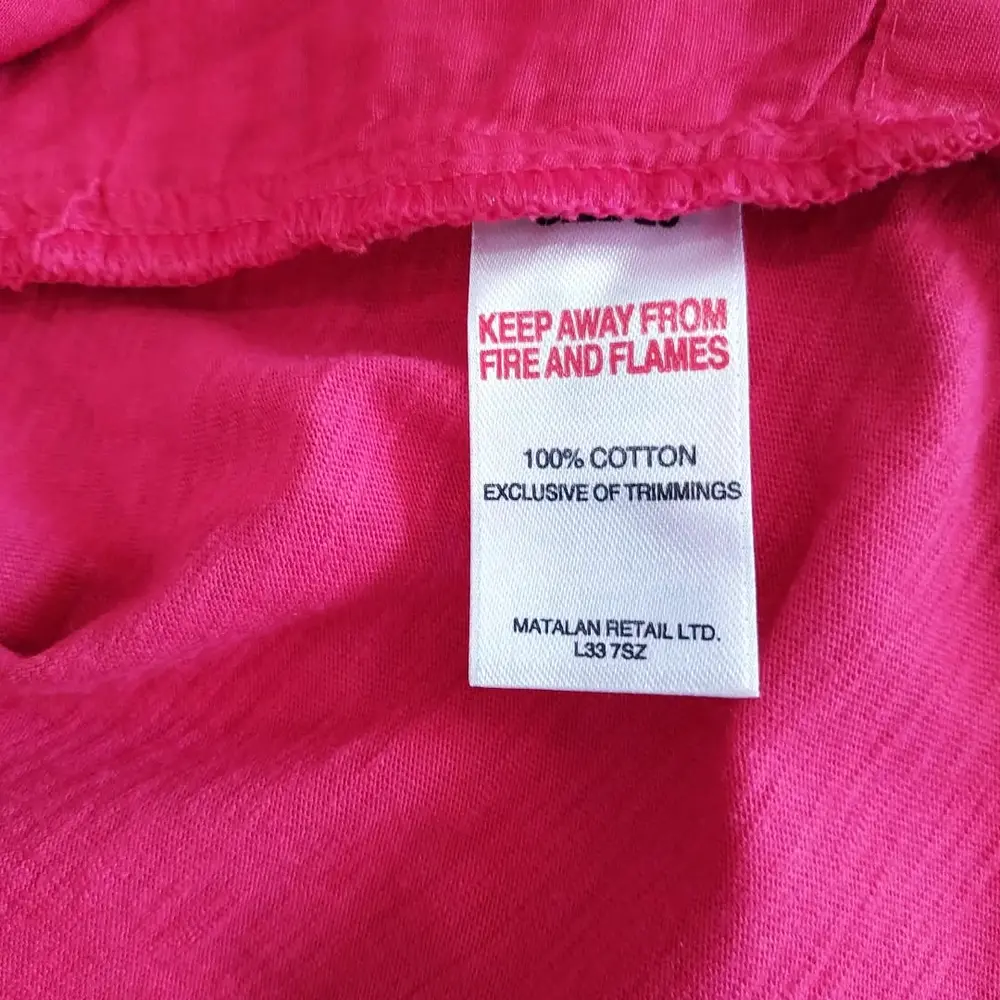 KEEP AWAY FROM
FIRE AND FLAMES
100% COTTON
EXCLUSIVE OF TRIMMINGS
MATALAN RETAIL LTD.
L33 7SZ